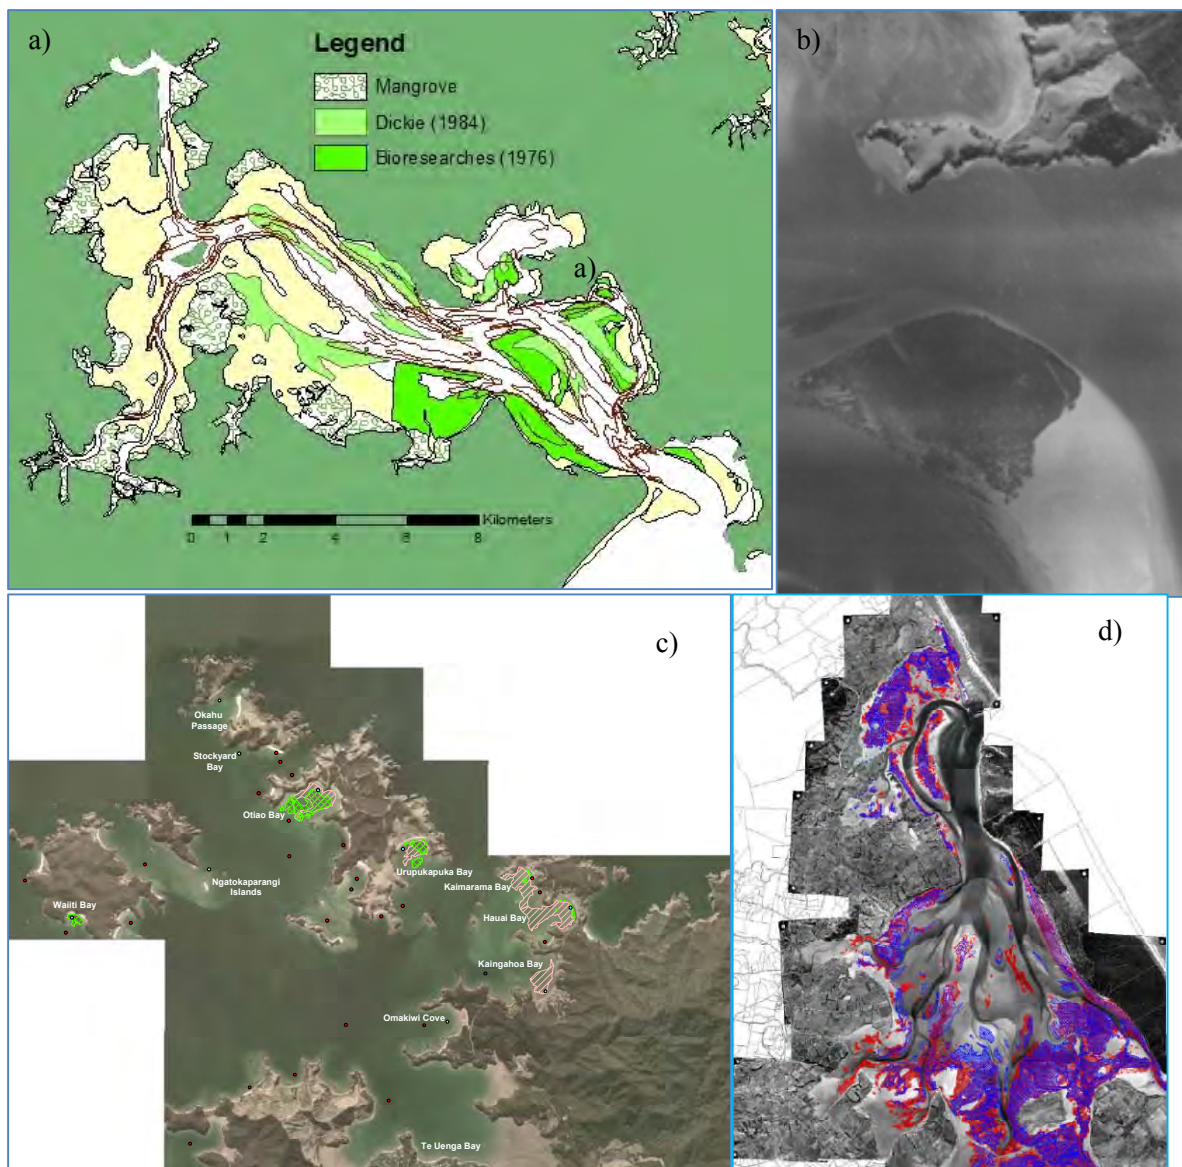 a)
Legend
Mangrove
Dickie (1984)
Bioresearches (1976)
a)
Kilometers
0 1 2 4 6 8
b)
c)
Okahu
Passage
Stockyard
Bay
Otiao Bay
Urupukapuka Bay
Kaimarama Bay
Ngatokaparangi
Islands
Waiiti Bay
Hauai Bay
Kaingahoa Bay
Omakiwi Cove
Te Uenga Bay
d)